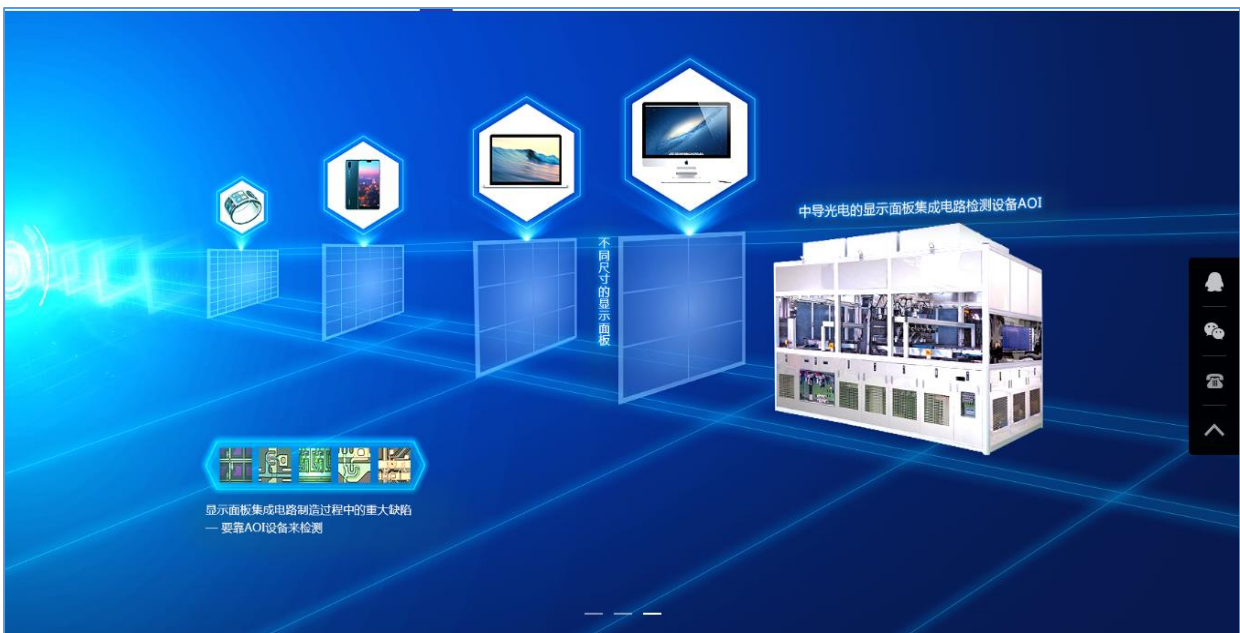 中导光电的显示面板集成电路检测设备AOI
不同尺寸的显示面板
显示面板集成电路制造过程中的重大缺陷
— 要靠AOI设备来检测